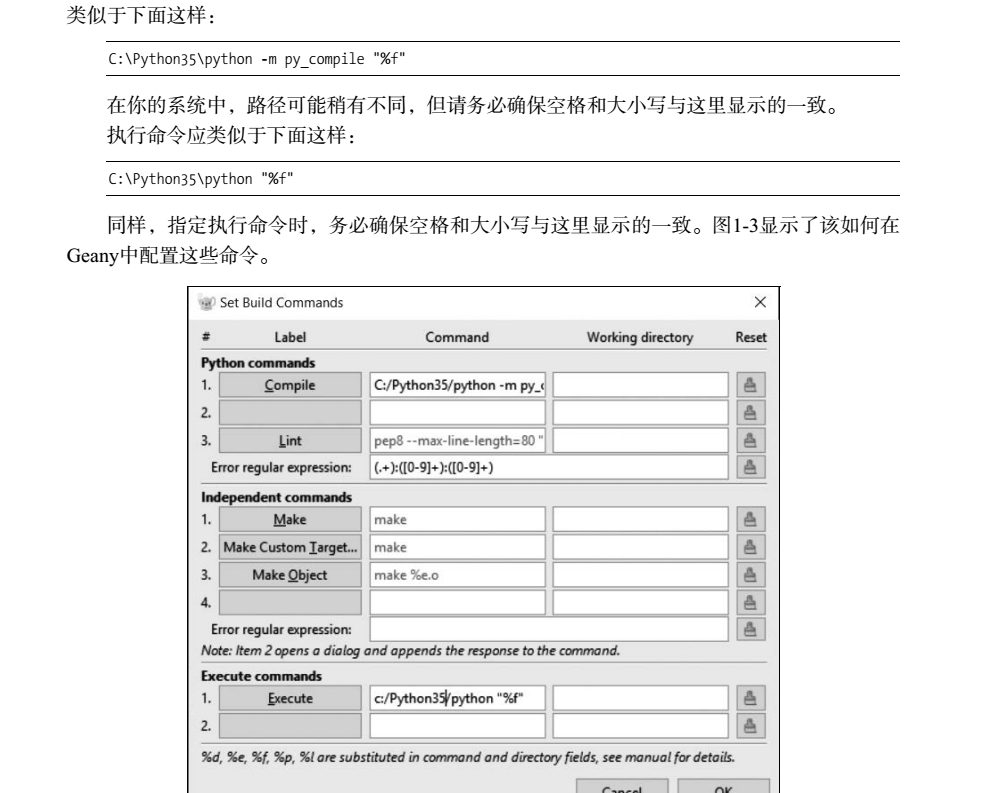 类似于下面这样：
C:\Python35\python -m py_compile "%f"
在你的系统中，路径可能稍有不同，但请务必确保空格和大小写与这里显示的一致。
执行命令应类似于下面这样：
C:\Python35\python "%f"
同样，指定执行命令时，务必确保空格和大小写与这里显示的一致。图1-3显示了该如何在
Geany中配置这些命令。
Set Build Commands
# Label Command Working directory Reset
Python commands
1. Compile C:/Python35/python -m py_c
2.
3. Lint pep8 --max-line-length=80 "
Error regular expression: (.+):([0-9]+):([0-9]+)
Independent commands
1. Make make
2. Make Custom Target... make
3. Make Object make %e.o
4.
Error regular expression:
Note: Item 2 opens a dialog and appends the response to the command.
Execute commands
1. Execute c:/Python35/python "%f"
2.
%d, %e, %f, %p, %l are substituted in command and directory fields, see manual for details.
Cancel OK